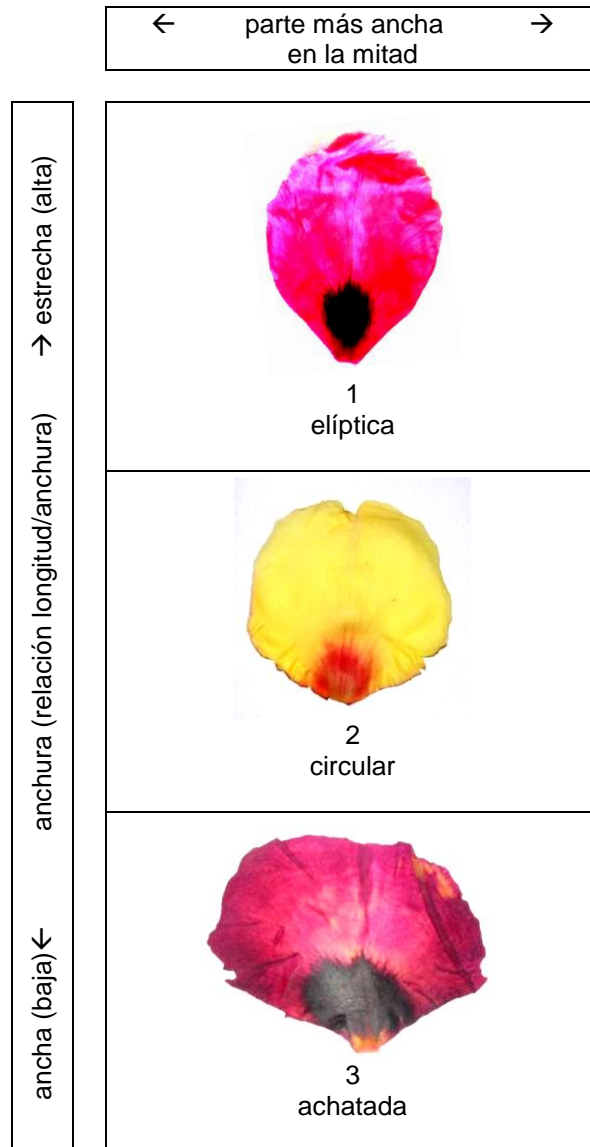 ← parte más ancha →
en la mitad
ancha (baja)← anchura (relación longitud/anchura) → estrecha (alta)
1
elíptica
2
circular
3
achatada